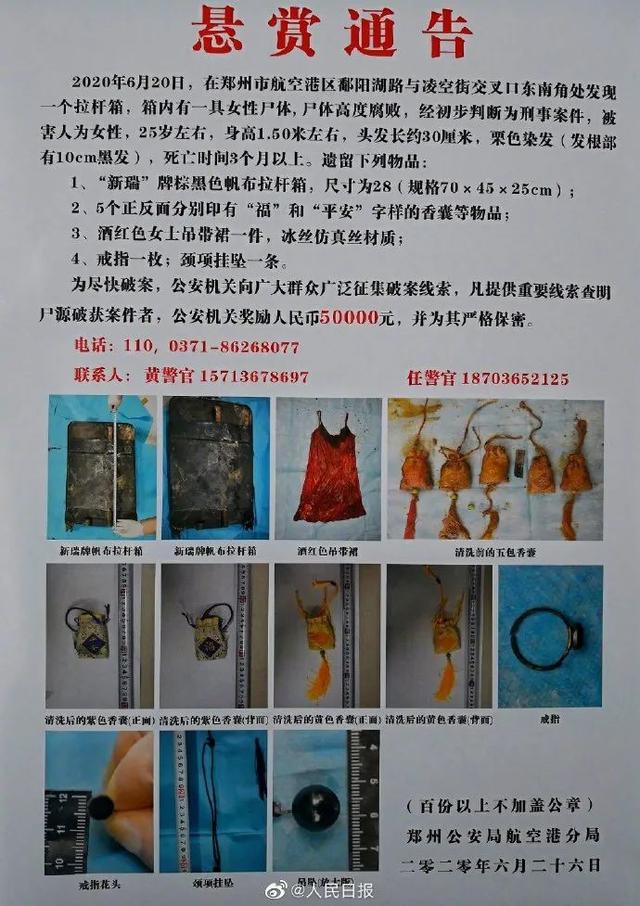 悬赏通告
2020年6月20日，在郑州市航空港区鄱阳湖路与凌空街交叉口东南角处发现
一个拉杆箱，箱内有一具女性尸体,尸体高度腐败，经初步判断为刑事案件，被
害人为女性，25岁左右，身高1.50米左右，头发长约30厘米，栗色染发（发根部
有10cm黑发），死亡时间3个月以上。遗留下列物品：
1、“新瑞”牌棕黑色帆布拉杆箱，尺寸为28（规格70×45×25cm）；
2、5个正反面分别印有“福”和“平安”字样的香囊等物品；
3、酒红色女士吊带裙一件，冰丝仿真丝材质；
4、戒指一枚；颈项挂坠一条。
为尽快破案，公安机关向广大群众广泛征集破案线索，凡提供重要线索查明
尸源破获案件者，公安机关奖励人民币50000元，并为其严格保密。
电话：110, 0371-86268077
联系人：黄警官 15713678697 任警官 18703652125
新瑞牌帆布拉杆箱 新瑞牌帆布拉杆箱 酒红色吊带裙 清洗前的五包香囊
清洗后的紫色香囊(正面) 清洗后的紫色香囊(背面) 清洗后的黄色香囊(正面) 清洗后的黄色香囊(背面) 戒指
戒指花头 颈项挂坠 吊坠(放大版)
（百份以上不加盖公章）
郑州公安局航空港分局
二零二零年六月二十六日
@人民日报